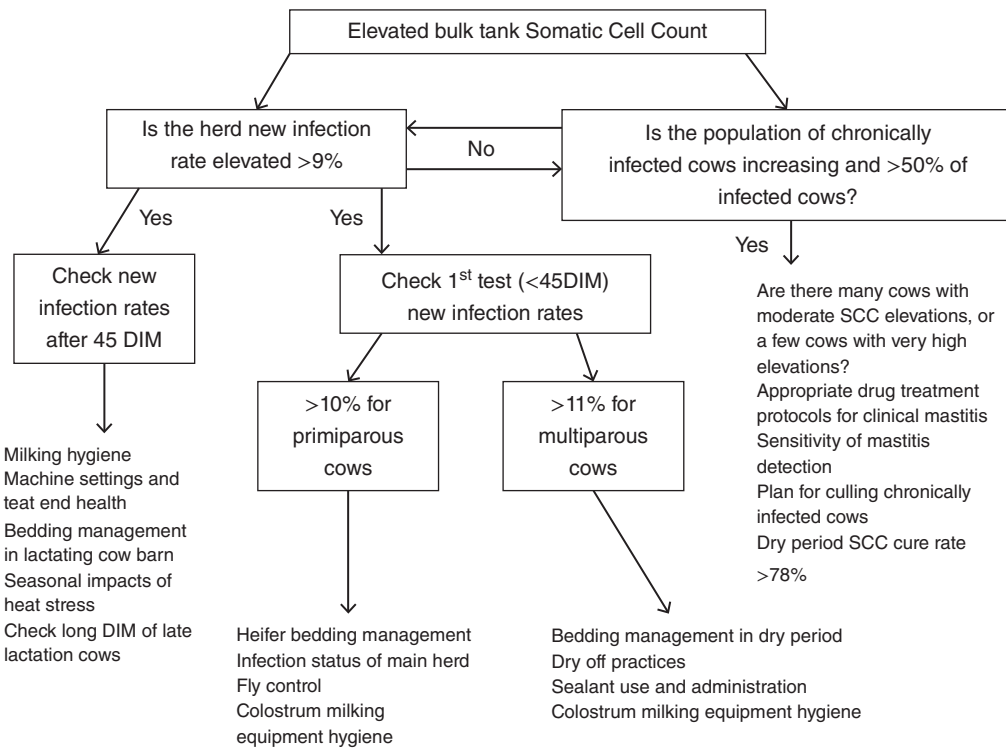 Elevated bulk tank Somatic Cell Count
Is the herd new infection
rate elevated >9%
No
Is the population of chronically
infected cows increasing and >50% of
infected cows?
Yes
Yes
Yes
Check new
infection rates
after 45 DIM
Check 1st test (<45DIM)
new infection rates
Are there many cows with
moderate SCC elevations, or
a few cows with very high
elevations?
Appropriate drug treatment
protocols for clinical mastitis
Sensitivity of mastitis
detection
Plan for culling chronically
infected cows
Dry period SCC cure rate
>78%
>10% for
primiparous
cows
>11% for
multiparous
cows
Milking hygiene
Machine settings and
teat end health
Bedding management
in lactating cow barn
Seasonal impacts of
heat stress
Check long DIM of late
lactation cows
Heifer bedding management
Infection status of main herd
Fly control
Colostrum milking
equipment hygiene
Bedding management in dry period
Dry off practices
Sealant use and administration
Colostrum milking equipment hygiene